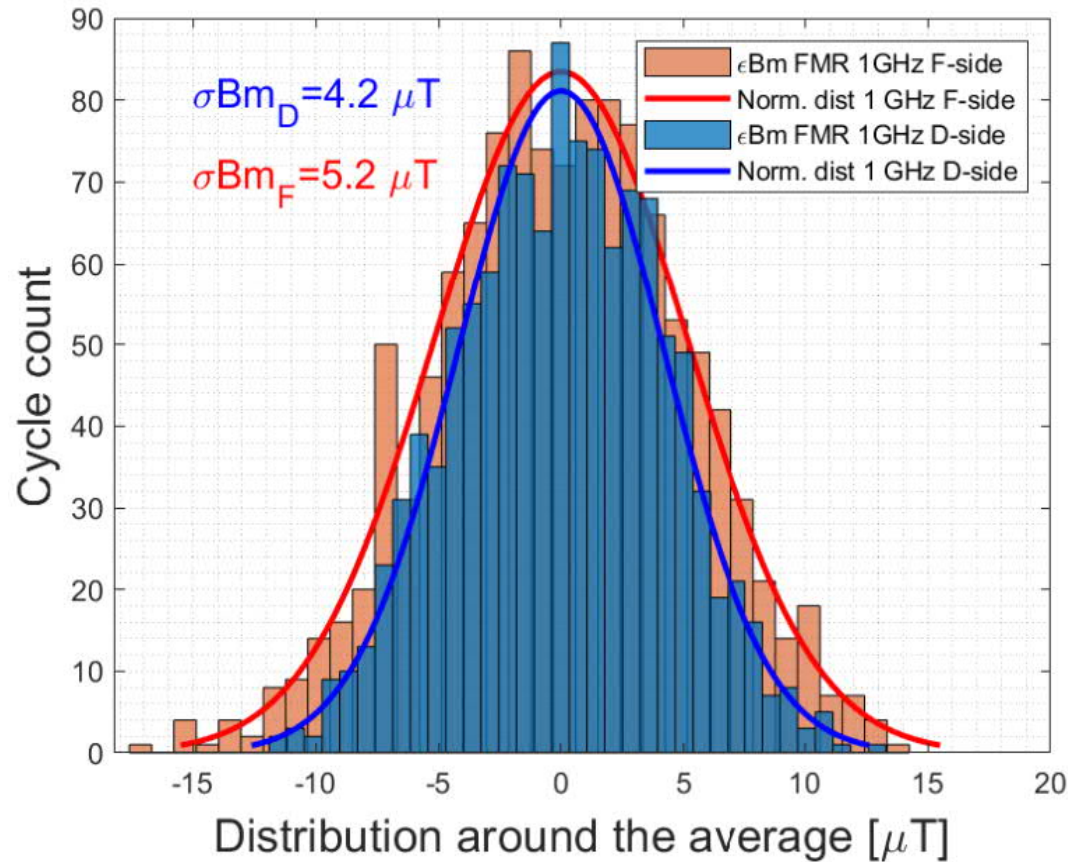 90
80
70
60
50
40
30
20
10
0
Cycle count
σBm_D=4.2 μT
σBm_F=5.2 μT
ϵBm FMR 1GHz F-side
Norm. dist 1 GHz F-side
ϵBm FMR 1GHz D-side
Norm. dist 1 GHz D-side
-15 -10 -5 0 5 10 15 20
Distribution around the average [μT]